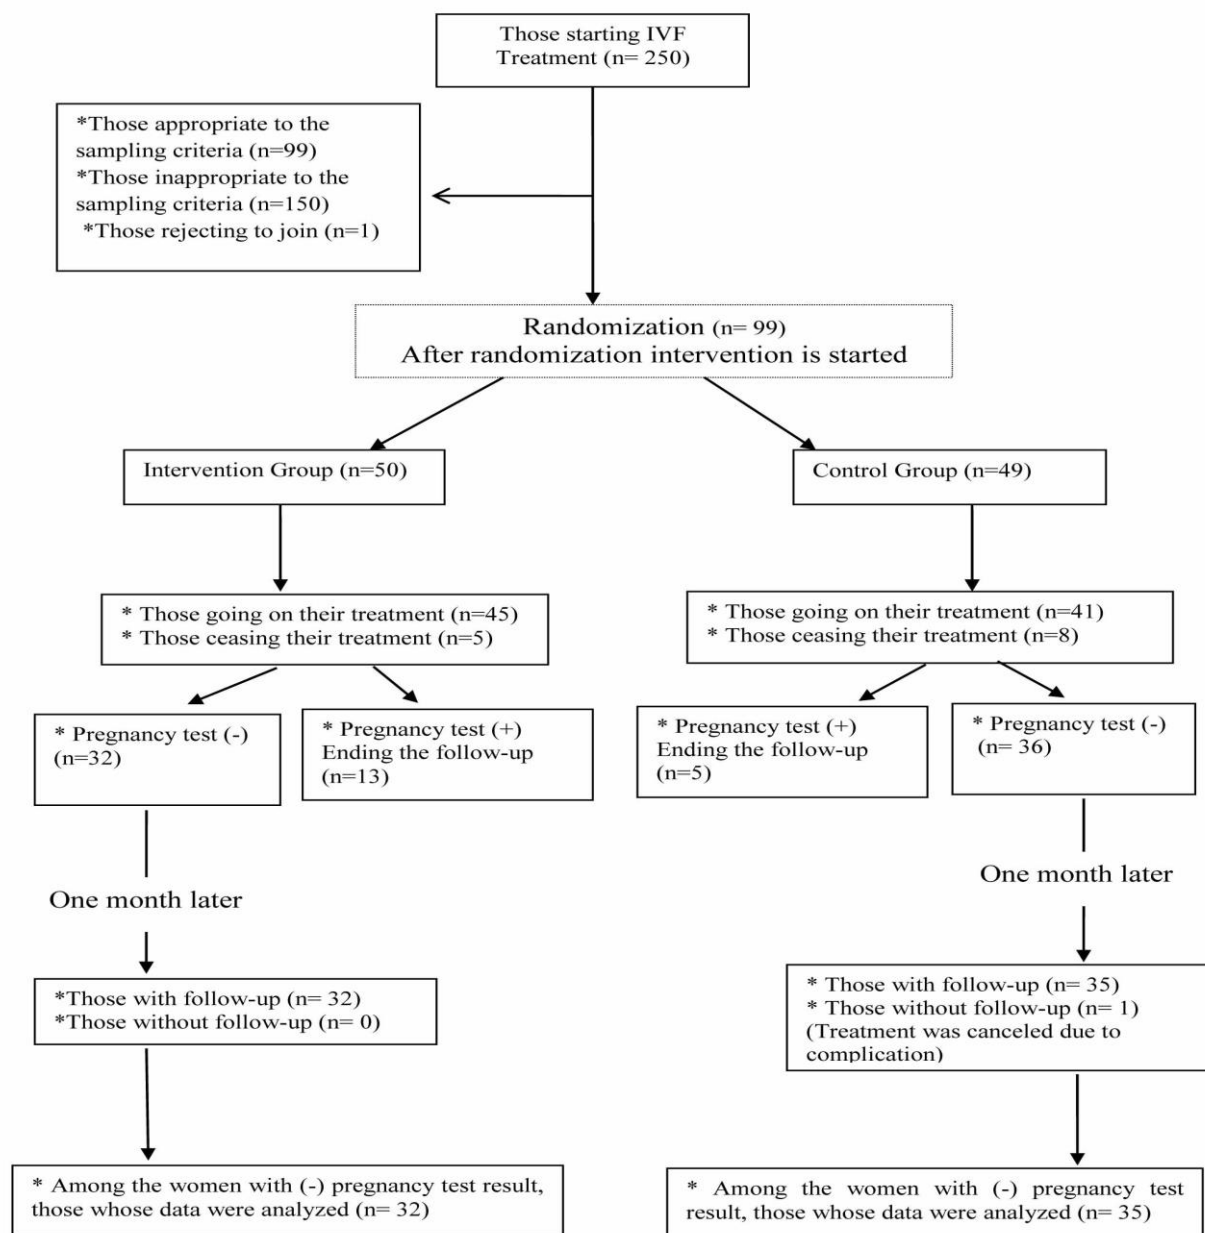 Those starting IVF
Treatment (n= 250)
*Those appropriate to the
sampling criteria (n=99)
*Those inappropriate to the
sampling criteria (n=150)
*Those rejecting to join (n=1)
Randomization (n= 99)
After randomization intervention is started
Intervention Group (n=50)
Control Group (n=49)
* Those going on their treatment (n=45)
* Those ceasing their treatment (n=5)
* Those going on their treatment (n=41)
* Those ceasing their treatment (n=8)
* Pregnancy test (-)
(n=32)
* Pregnancy test (+)
Ending the follow-up
(n=13)
* Pregnancy test (+)
Ending the follow-up
(n=5)
* Pregnancy test (-)
(n= 36)
One month later
One month later
*Those with follow-up (n= 32)
*Those without follow-up (n= 0)
* Those with follow-up (n= 35)
* Those without follow-up (n= 1)
(Treatment was canceled due to
complication)
* Among the women with (-) pregnancy test result,
those whose data were analyzed (n= 32)
* Among the women with (-) pregnancy test
result, those whose data were analyzed (n= 35)